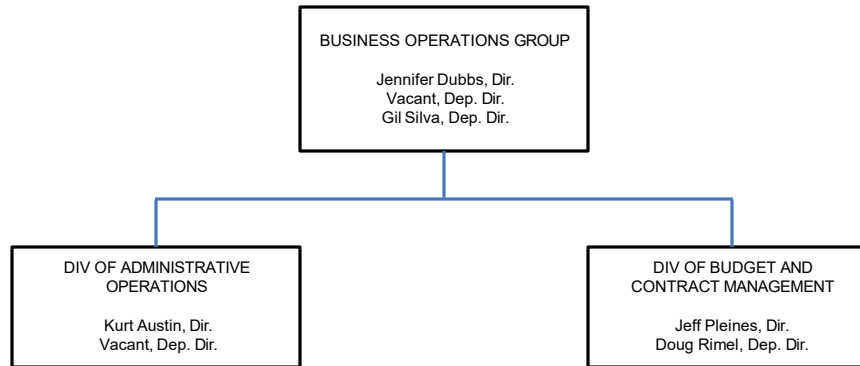 BUSINESS OPERATIONS GROUP
Jennifer Dubbs, Dir.
Vacant, Dep. Dir.
Gil Silva, Dep. Dir.
DIV OF ADMINISTRATIVE
OPERATIONS
Kurt Austin, Dir.
Vacant, Dep. Dir.
DIV OF BUDGET AND
CONTRACT MANAGEMENT
Jeff Pleines, Dir.
Doug Rimel, Dep. Dir.